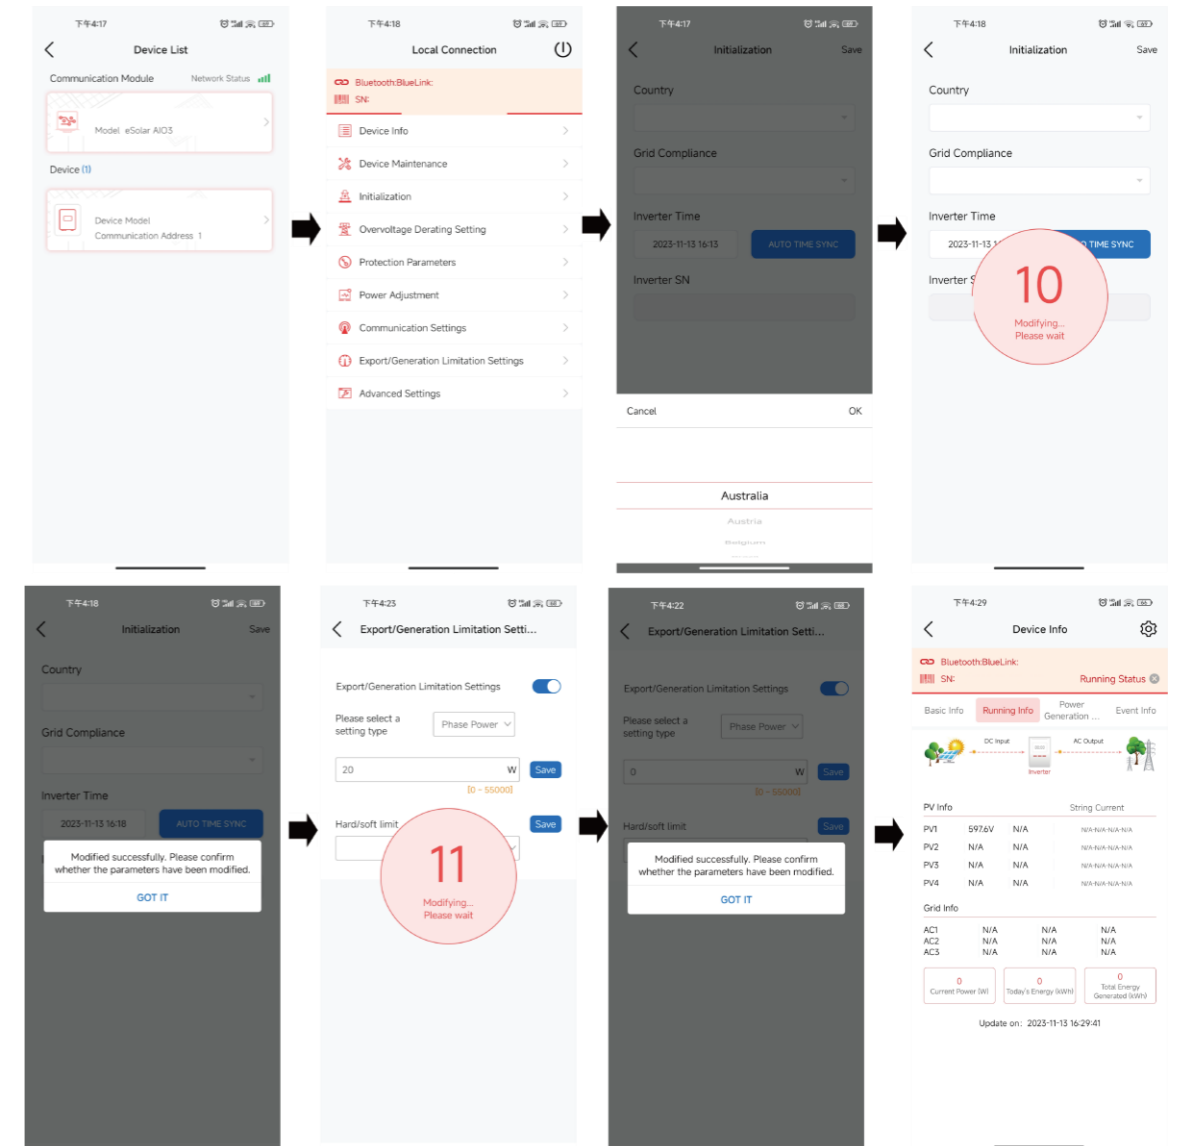 下午4:17
Device List
Communication Module Network Status
Model eSolar AIO3
Device (1)
Device Model
Communication Address 1
下午4:18
Local Connection
Bluetooth:BlueLink:
SN:
Device Info
Device Maintenance
Initialization
Overvoltage Derating Setting
Protection Parameters
Power Adjustment
Communication Settings
Export/Generation Limitation Settings
Advanced Settings
下午4:17
Initialization Save
Country
Grid Compliance
Inverter Time
2023-11-13 16:13 AUTO TIME SYNC
Inverter SN
Cancel OK
Australia
Austria
Belgium
下午4:18
Initialization Save
Country
Grid Compliance
Inverter Time
2023-11-13 TIME SYNC
Inverter
10
Modifying...
Please wait
下午4:18
Initialization Save
Country
Grid Compliance
Inverter Time
2023-11-13 16:18 AUTO TIME SYNC
Modified successfully. Please confirm
whether the parameters have been modified.
GOT IT
下午4:23
Export/Generation Limitation Setti...
Export/Generation Limitation Settings
Please select a
setting type
Phase Power
20 W Save
[0 - 55000]
Hard/soft limit Save
11
Modifying...
Please wait
下午4:22
Export/Generation Limitation Setti...
Export/Generation Limitation Settings
Please select a
setting type
Phase Power
0 W Save
[0 - 55000]
Hard/soft limit Save
Modified successfully. Please confirm
whether the parameters have been modified.
GOT IT
下午4:29
Device Info
Bluetooth:BlueLink:
SN: Running Status
Basic Info Running Info Power Generation ... Event Info
DC Input AC Output
Inverter
PV Info String Current
PV1 597.6V N/A N/A-N/A-N/A-N/A
PV2 N/A N/A N/A-N/A-N/A-N/A
PV3 N/A N/A N/A-N/A-N/A-N/A
PV4 N/A N/A N/A-N/A-N/A-N/A
Grid Info
AC1 N/A N/A N/A
AC2 N/A N/A N/A
AC3 N/A N/A N/A
0 0 0
Current Power (W) Today's Energy (kWh) Total Energy Generated (kWh)
Update on: 2023-11-13 16:29:41